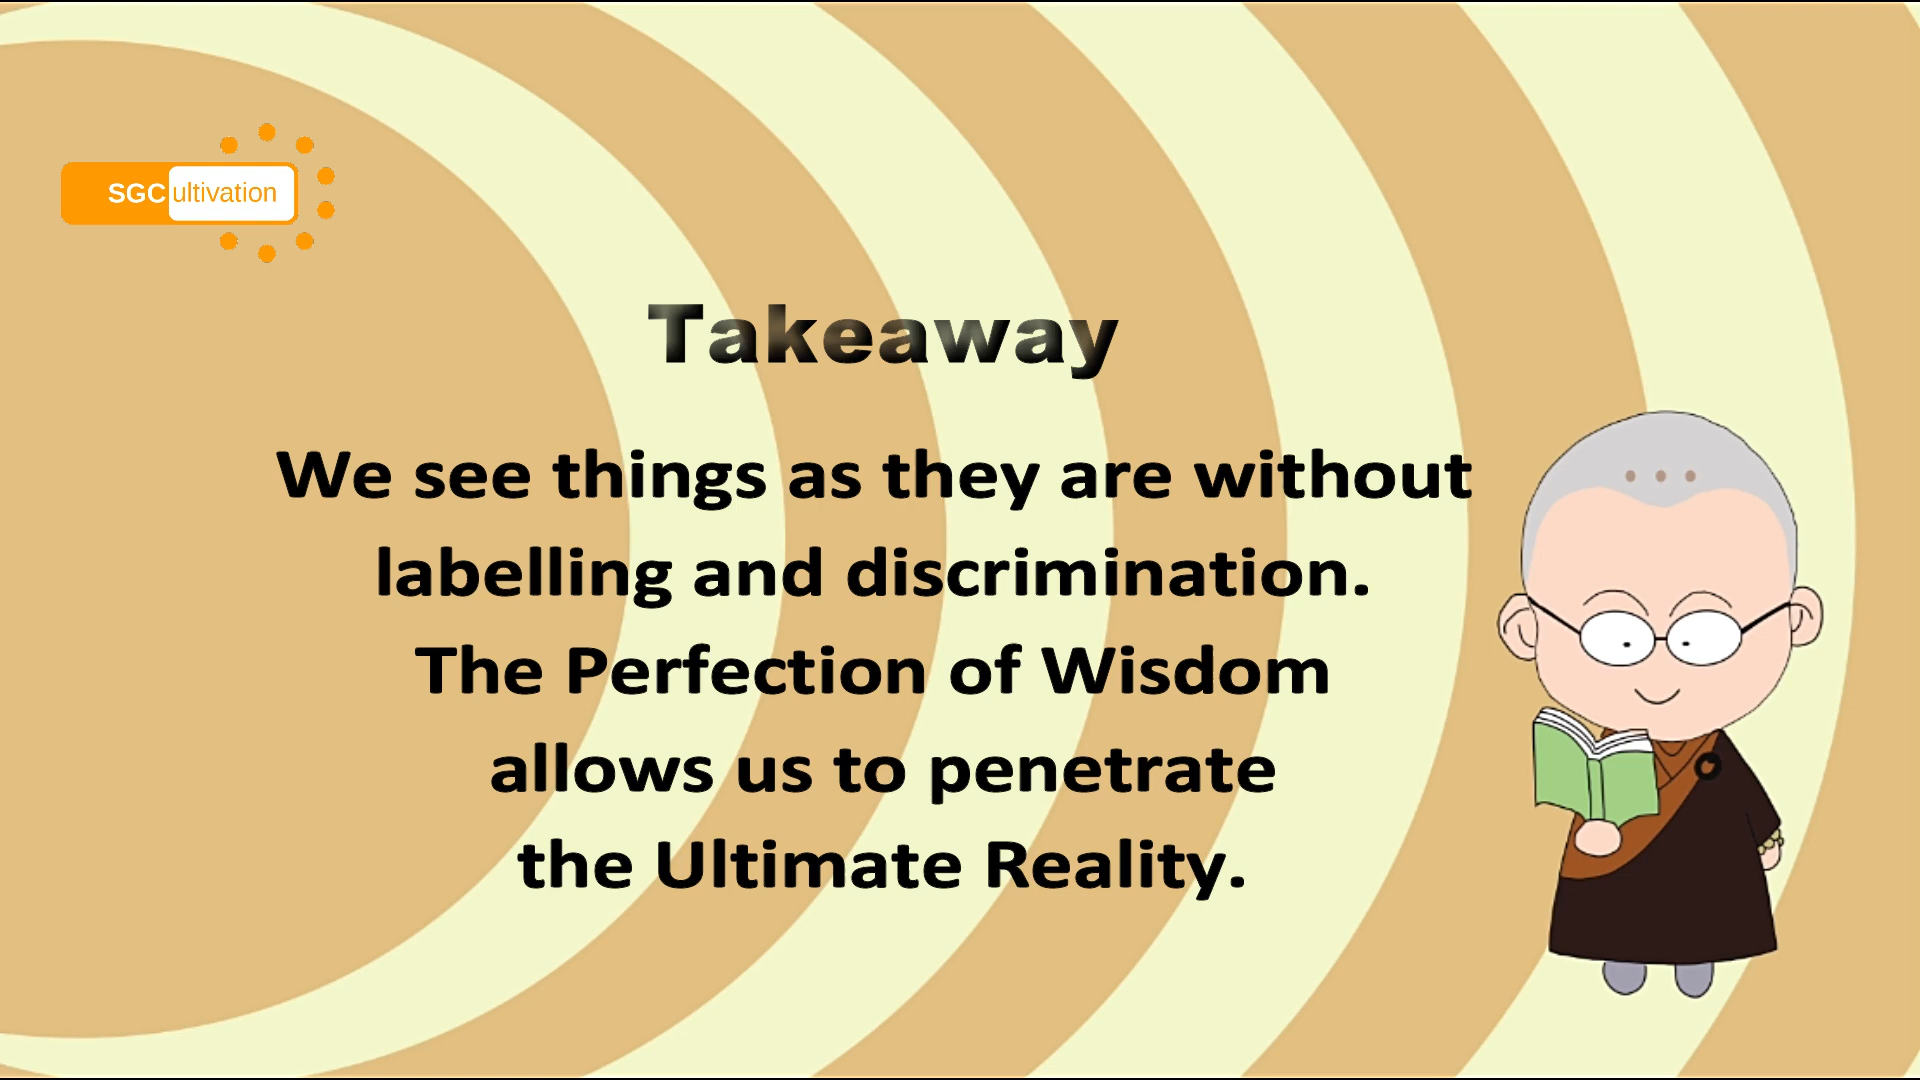 SGCultivation
Takeaway
We see things as they are without
labelling and discrimination.
The Perfection of Wisdom
allows us to penetrate
the Ultimate Reality.